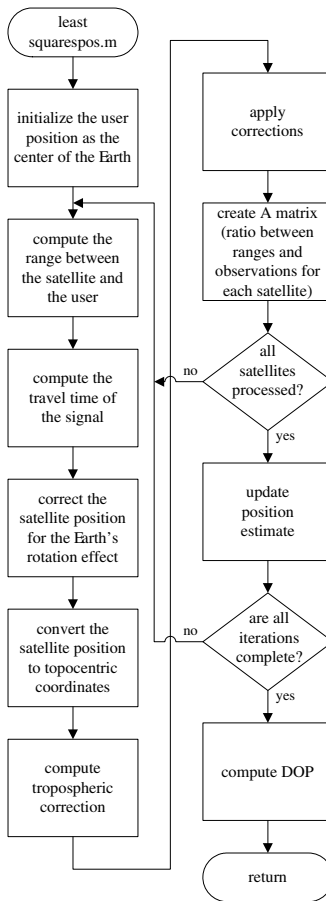 least
squarespos.m
initialize the user
position as the
center of the Earth
compute the
range between
the satellite and
the user
compute the
travel time of
the signal
correct the
satellite position
for the Earth's
rotation effect
convert the
satellite position
to topocentric
coordinates
compute
tropospheric
correction
apply
corrections
create A matrix
(ratio between
ranges and
observations for
each satellite)
all
satellites
processed?
no
yes
update
position
estimate
are all
iterations
complete?
no
yes
compute DOP
return